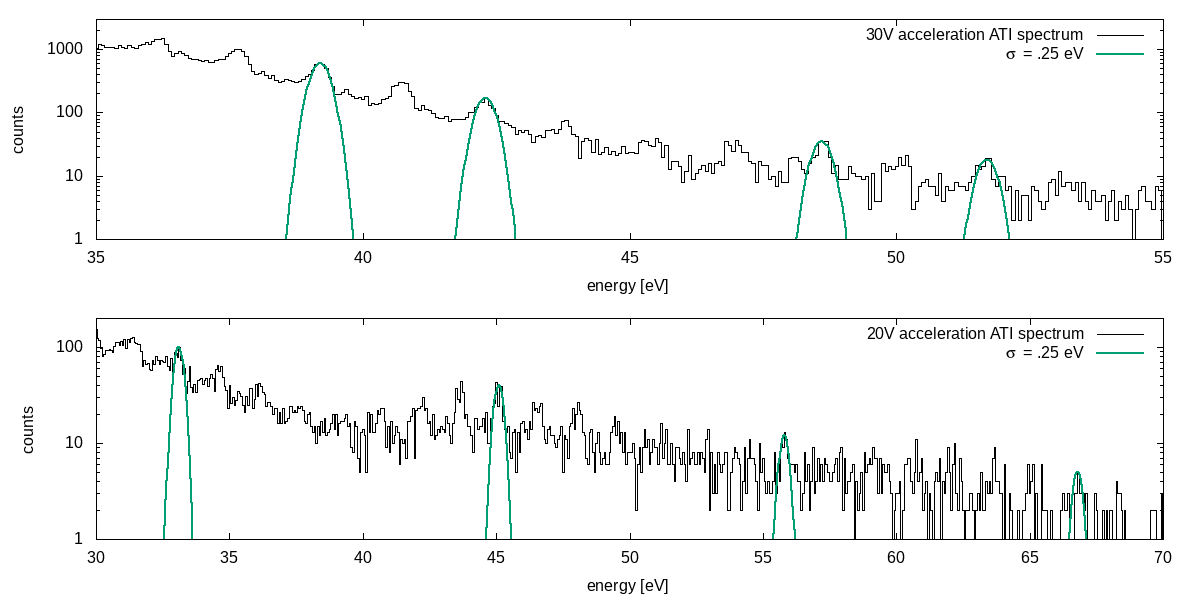 30V acceleration ATI spectrum
σ = .25 eV
counts
1000
100
10
1
35 40 45 50 55
energy [eV]
20V acceleration ATI spectrum
σ = .25 eV
counts
100
10
1
30 35 40 45 50 55 60 65 70
energy [eV]